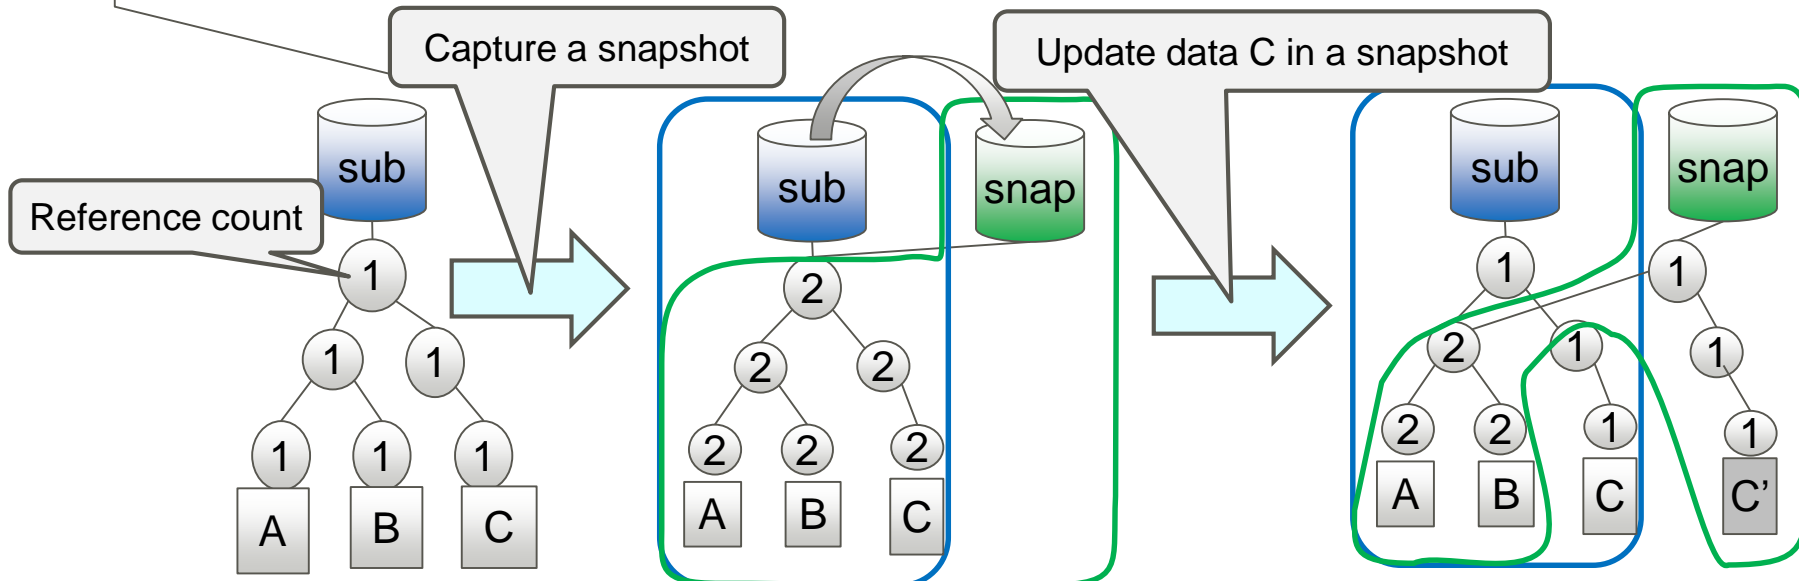 Capture a snapshot
Update data C in a snapshot
sub
sub
snap
sub
snap
Reference count
1
2
1
1
1
1
2
2
2
1
1
1
1
1
2
2
2
2
2
1
1
A
B
C
A
B
C
A
B
C
C’